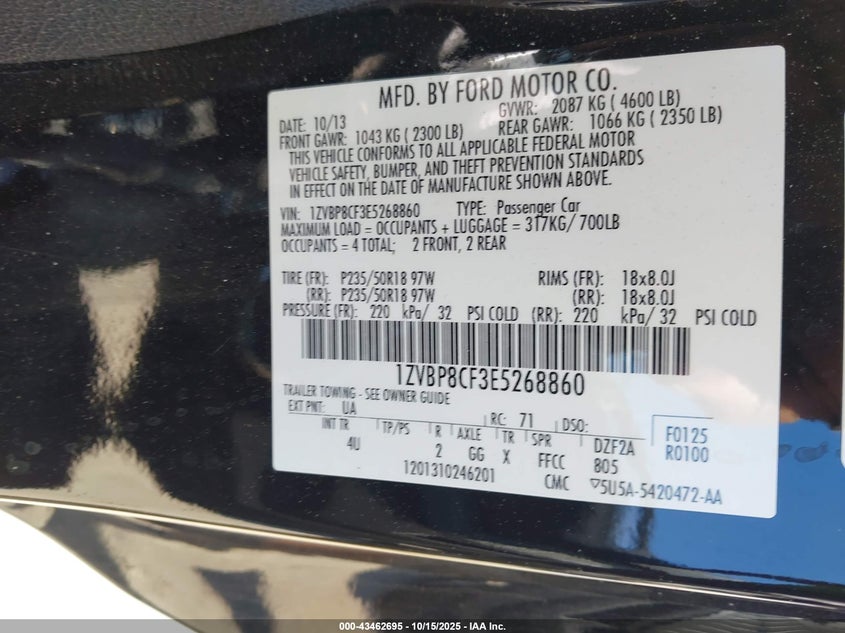 MFD. BY FORD MOTOR CO.
DATE: 10/13 GVWR: 2087 KG ( 4600 LB)
FRONT GAWR: 1043 KG ( 2300 LB) REAR GAWR: 1066 KG ( 2350 LB)
THIS VEHICLE CONFORMS TO ALL APPLICABLE FEDERAL MOTOR
VEHICLE SAFETY, BUMPER, AND THEFT PREVENTION STANDARDS
IN EFFECT ON THE DATE OF MANUFACTURE SHOWN ABOVE.
VIN: 1ZVBP8CF3E5268860 TYPE: Passenger Car
MAXIMUM LOAD = OCCUPANTS + LUGGAGE = 317KG/ 700LB
OCCUPANTS = 4 TOTAL; 2 FRONT, 2 REAR
TIRE (FR): P235/50R18 97W RIMS (FR): 18x8.0J
(RR): P235/50R18 97W (RR): 18x8.0J
PRESSURE (FR): 220 kPa/ 32 PSI COLD (RR): 220 kPa/ 32 PSI COLD
1ZVBP8CF3E5268860
TRAILER TOWING - SEE OWNER GUIDE
EXT PNT: UA RC: 71 DSO: F0125
INT TR TP/PS R AXLE TR SPR DZF2A R0100
4U 2 GG X FFCC 805
1201310246201 CMC ▽5U5A-5420472-AA
000-43462695 - 10/15/2025 - IAA Inc.